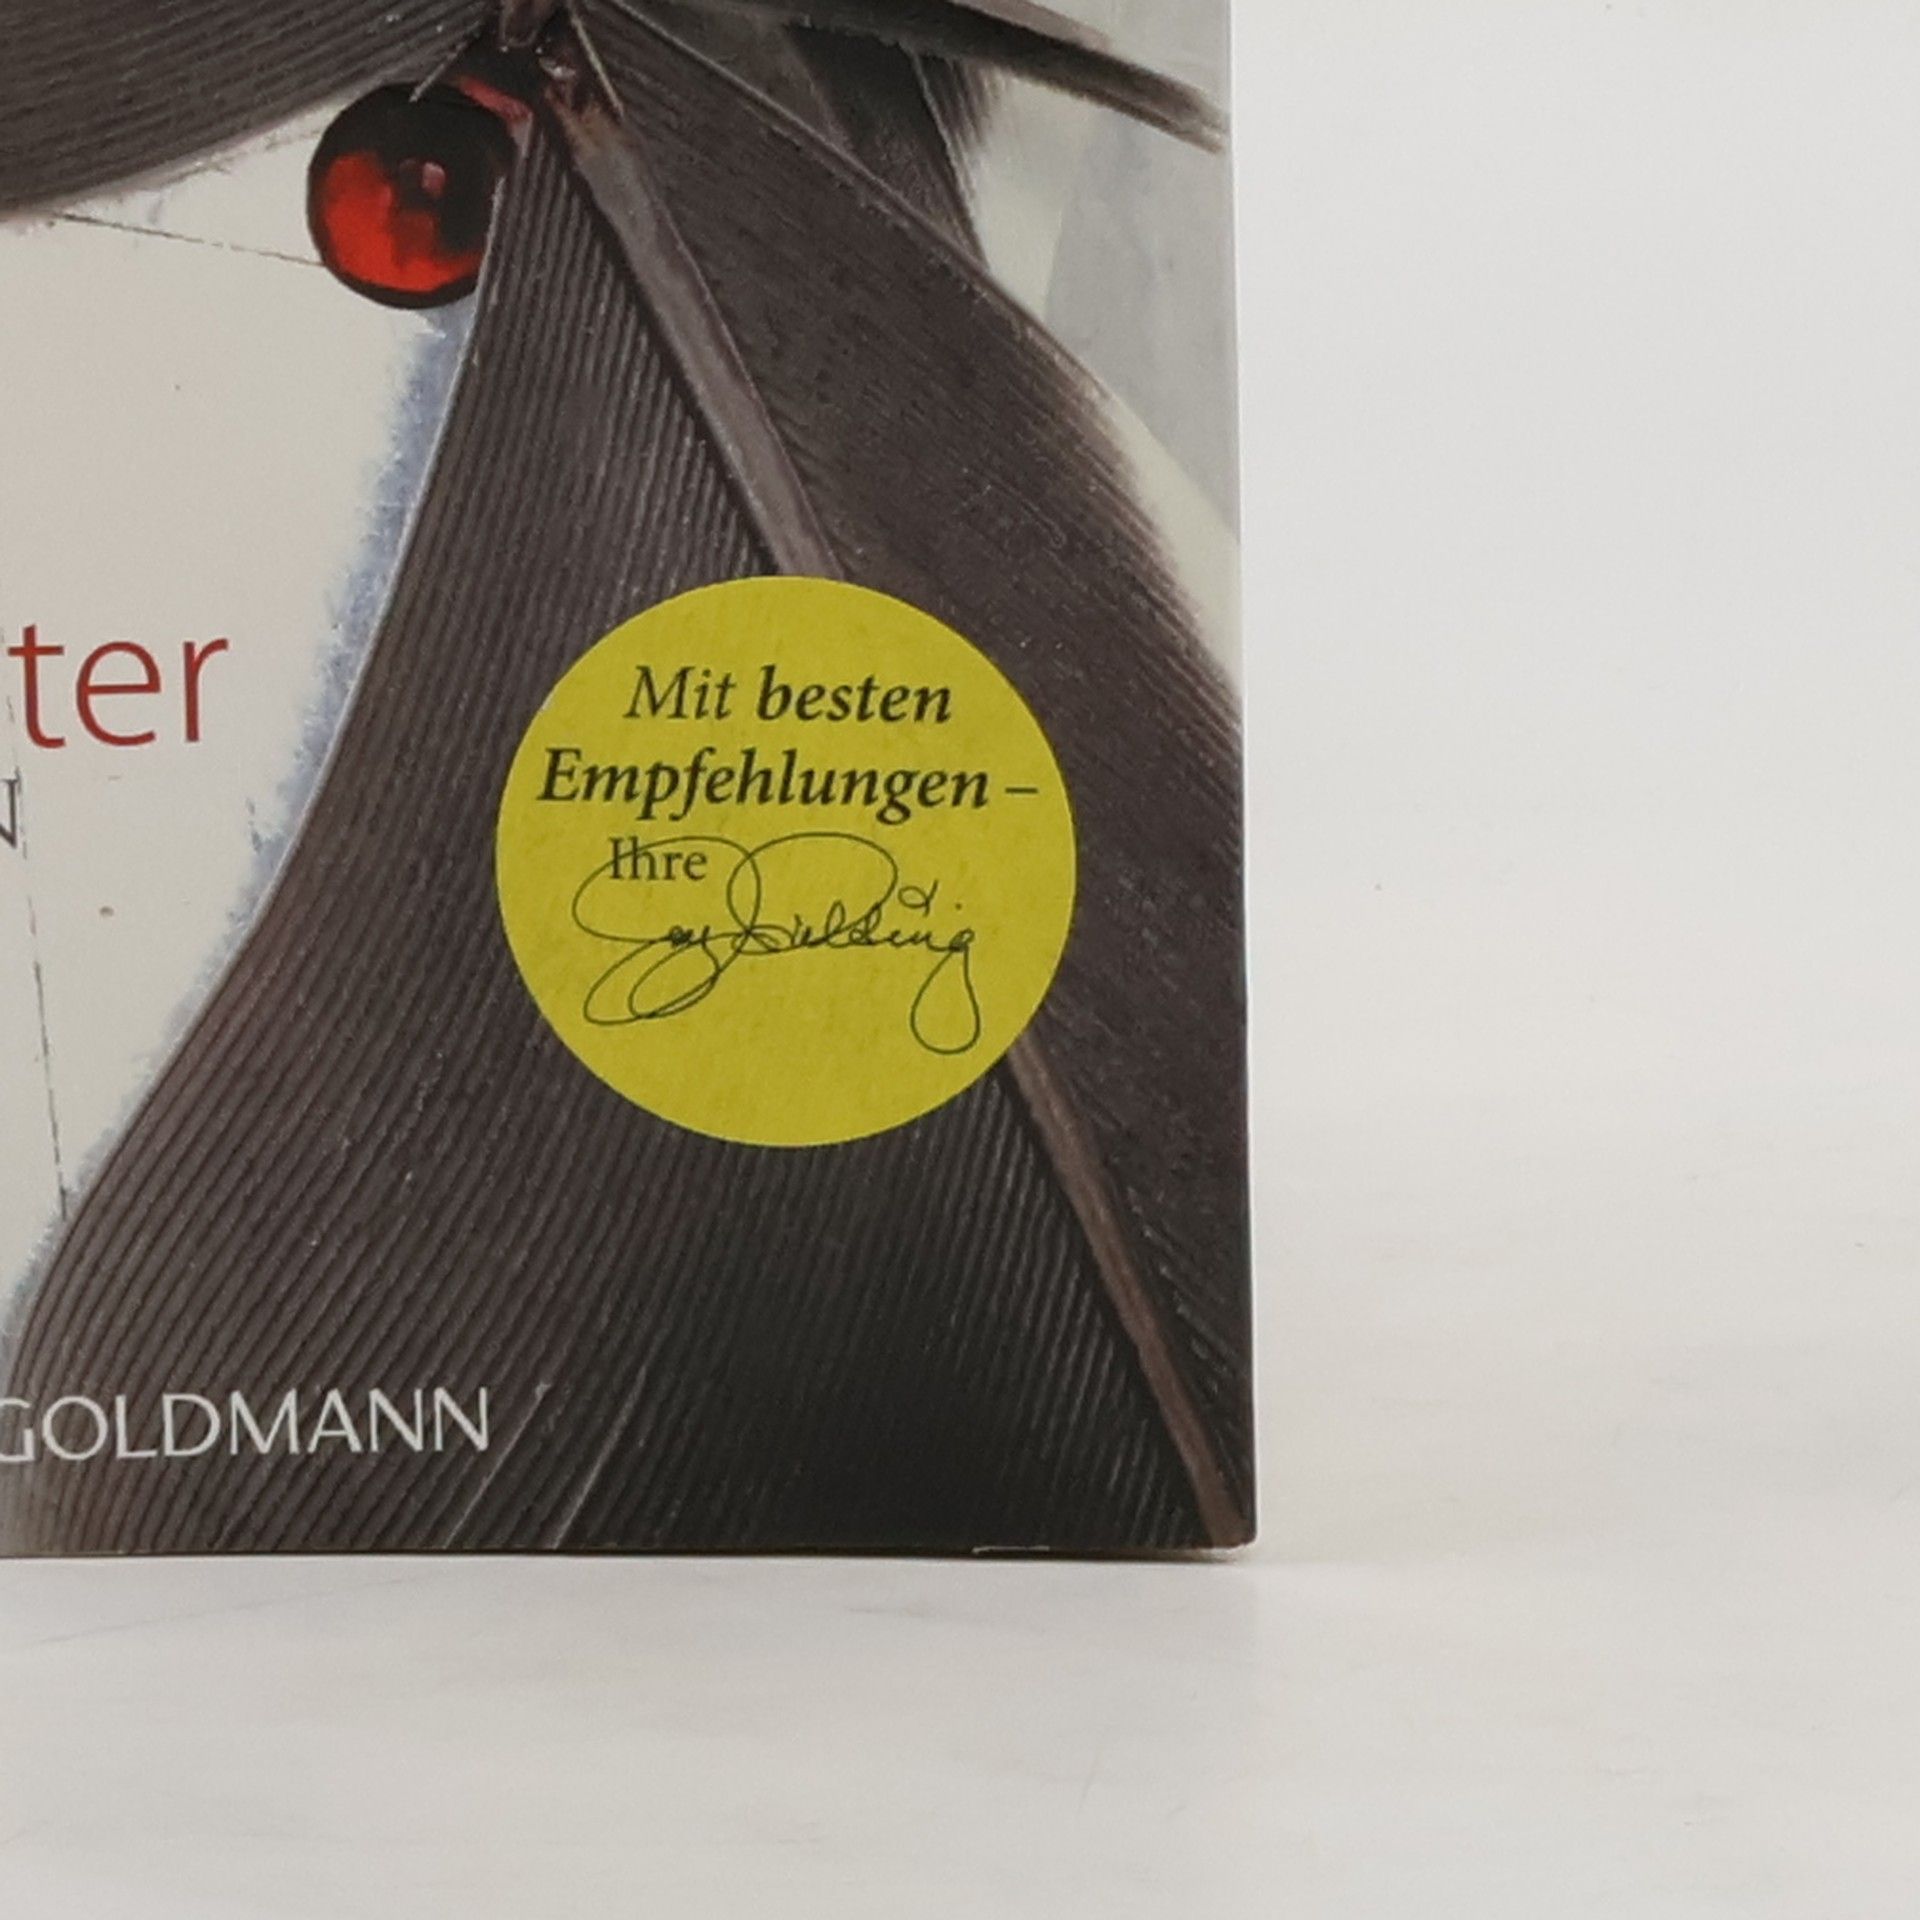 ter
N
Mit besten
Empfehlungen –
Ihre
GOLDMANN